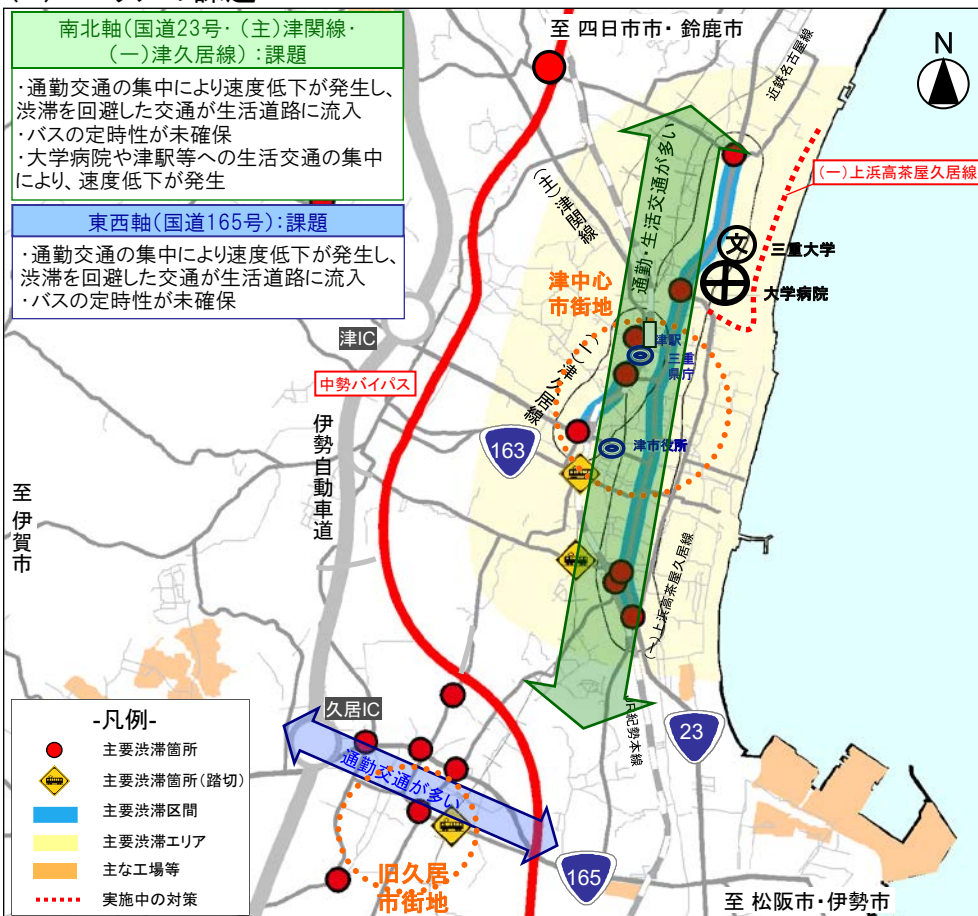 南北軸(国道23号・(主)津関線・
(一)津久居線):課題
・通勤交通の集中により速度低下が発生し、
渋滞を回避した交通が生活道路に流入
・バスの定時性が未確保
・大学病院や津駅等への生活交通の集中
により、速度低下が発生
東西軸(国道165号):課題
・通勤交通の集中により速度低下が発生し、
渋滞を回避した交通が生活道路に流入
・バスの定時性が未確保
至 四日市市・鈴鹿市
近鉄名古屋線
N
(一)上浜高茶屋久居線
(主)津関線
通勤・生活交通が多い
文
三重大学
大学病院
津中心
市街地
津駅
三重
県庁
(一)津久居線
津IC
中勢バイパス
伊勢自動車道
163
津市役所
至 伊賀市
(一)上浜高茶屋久居線
JR紀勢本線
23
久居IC
通勤交通が多い
旧久居
市街地
165
至 松阪市・伊勢市
-凡例-
主要渋滞箇所
主要渋滞箇所(踏切)
主要渋滞区間
主要渋滞エリア
主な工場等
実施中の対策